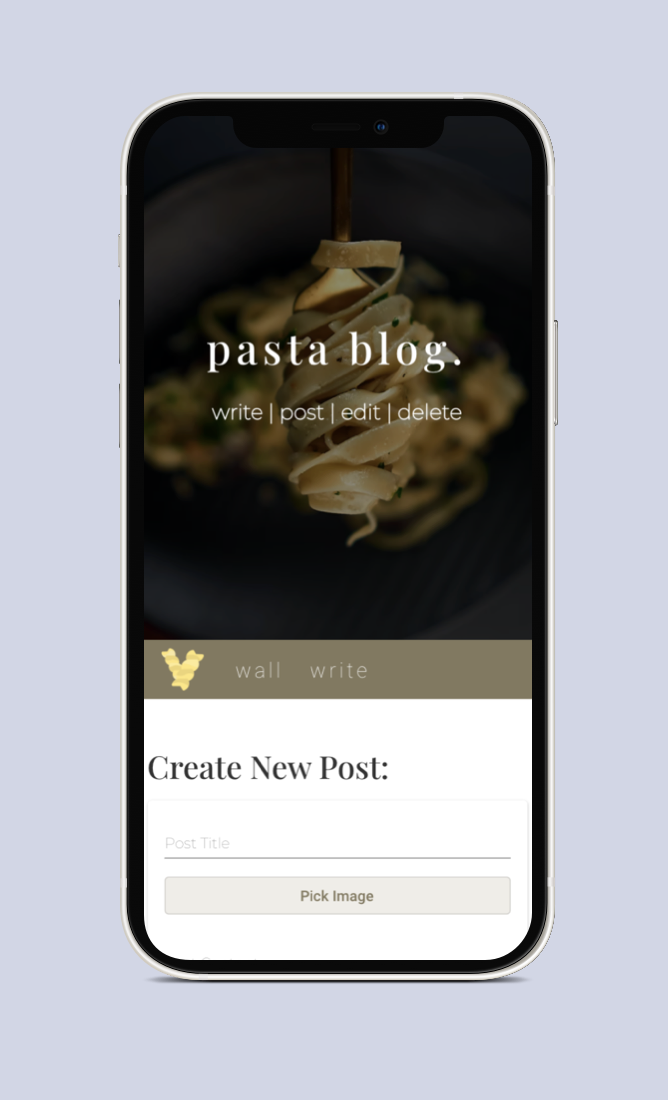 pasta blog.
write | post | edit | delete
wall write
Create New Post:
Post Title
Pick Image